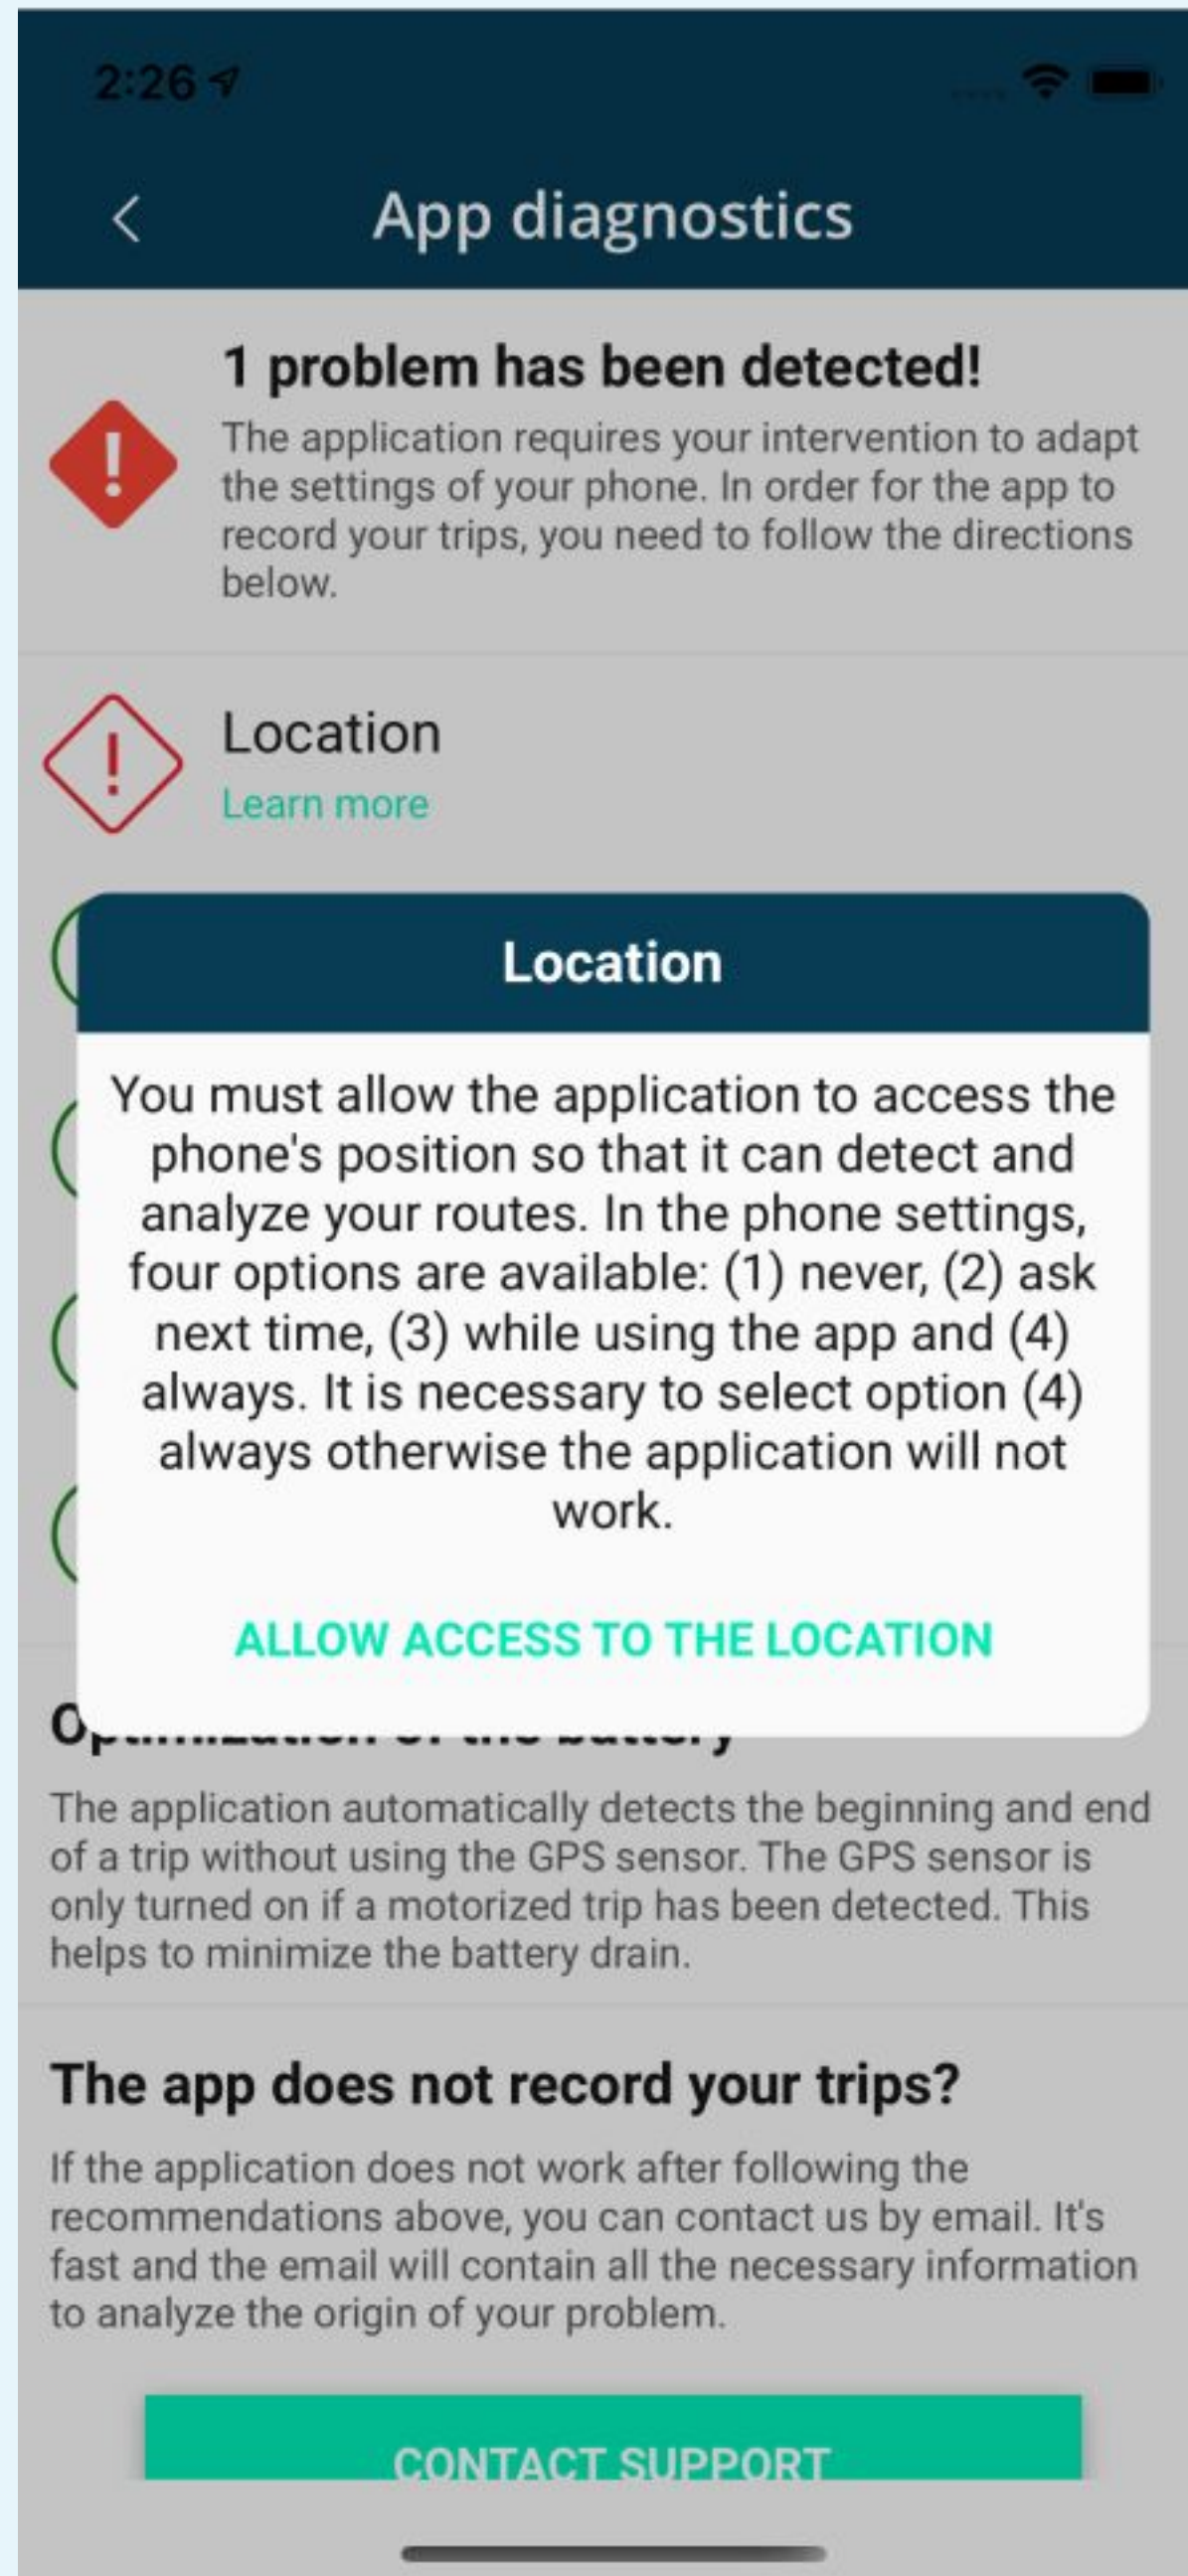 2:26
App diagnostics
1 problem has been detected!
The application requires your intervention to adapt
the settings of your phone. In order for the app to
record your trips, you need to follow the directions
below.
Location
Learn more
Location
You must allow the application to access the
phone's position so that it can detect and
analyze your routes. In the phone settings,
four options are available: (1) never, (2) ask
next time, (3) while using the app and (4)
always. It is necessary to select option (4)
always otherwise the application will not
work.
ALLOW ACCESS TO THE LOCATION
Optimization of the battery
The application automatically detects the beginning and end
of a trip without using the GPS sensor. The GPS sensor is
only turned on if a motorized trip has been detected. This
helps to minimize the battery drain.
The app does not record your trips?
If the application does not work after following the
recommendations above, you can contact us by email. It's
fast and the email will contain all the necessary information
to analyze the origin of your problem.
CONTACT SUPPORT